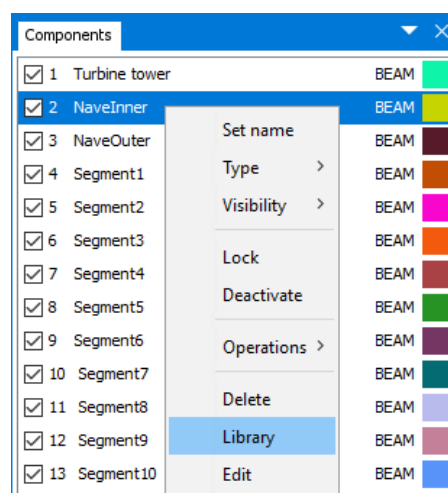 Components
1 Turbine tower BEAM
2 NaveInner BEAM
3 NaveOuter BEAM
4 Segment1 BEAM
5 Segment2 BEAM
6 Segment3 BEAM
7 Segment4 BEAM
8 Segment5 BEAM
9 Segment6 BEAM
10 Segment7 BEAM
11 Segment8 BEAM
12 Segment9 BEAM
13 Segment10 BEAM
Set name
Type
Visibility
Lock
Deactivate
Operations
Delete
Library
Edit